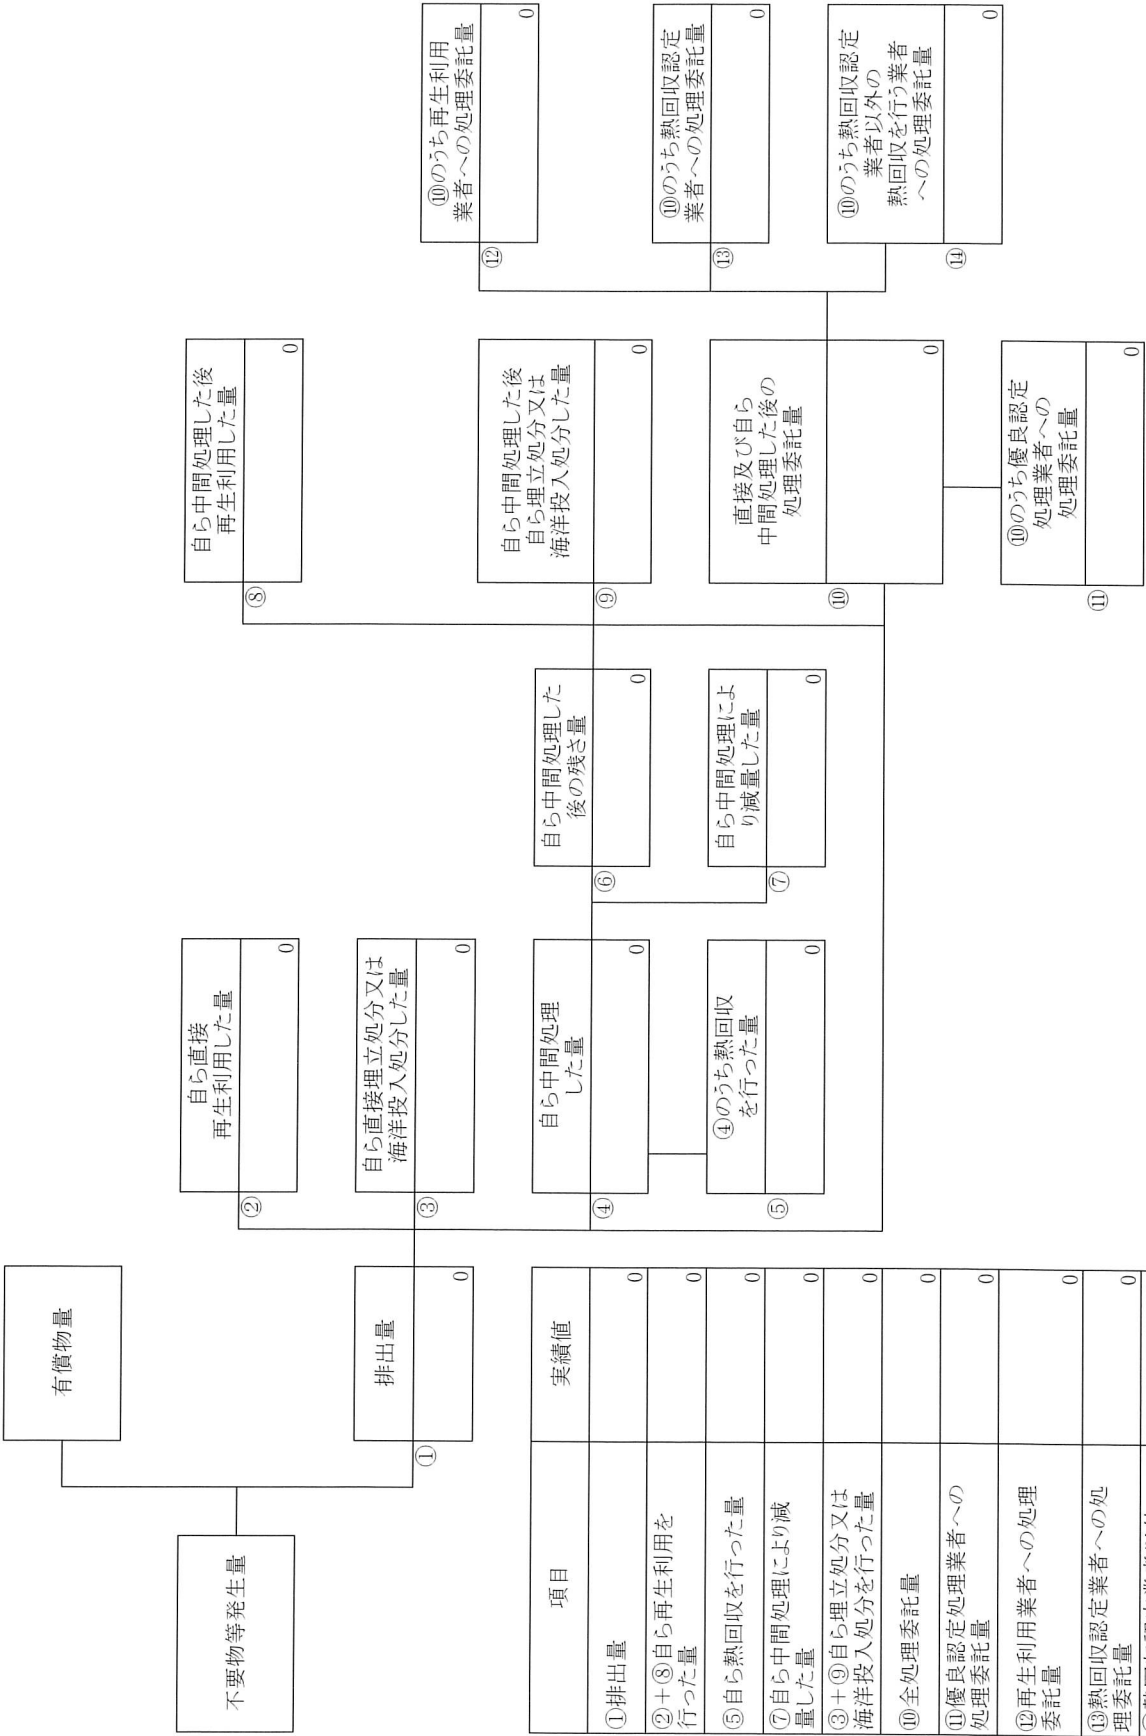 不要物等発生量
有償物量
①
排出量
0
②
自ら直接
再生利用した量
0
③
自ら直接埋立処分又は
海洋投入処分した量
0
④
自ら中間処理
した量
0
⑤
④のうち熱回収
を行った量
0
⑥
自ら中間処理した
後の残さ量
0
⑦
自ら中間処理によ
り減量した量
0
⑧
自ら中間処理した後
再生利用した量
0
⑨
自ら中間処理した後
自ら埋立処分又は
海洋投入処分した量
0
⑩
直接及び自ら
中間処理した後の
処理委託量
0
⑪
⑩のうち優良認定
処理業者への
処理委託量
0
⑫
⑩のうち再生利用
業者への処理委託量
0
⑬
⑩のうち熱回収認定
業者への処理委託量
0
⑭
⑩のうち熱回収認定
業者以外の
熱回収を行う業者
への処理委託量
0
項目 実績値
①排出量 0
②+⑧自ら再生利用を
行った量 0
⑤自ら熱回収を行った量 0
⑦自ら中間処理により減
量した量 0
③+⑨自ら埋立処分又は
海洋投入処分を行った量 0
⑩全処理委託量 0
⑪優良認定処理業者への
処理委託量 0
⑫再生利用業者への処理
委託量 0
⑬熱回収認定業者への処
理委託量 0